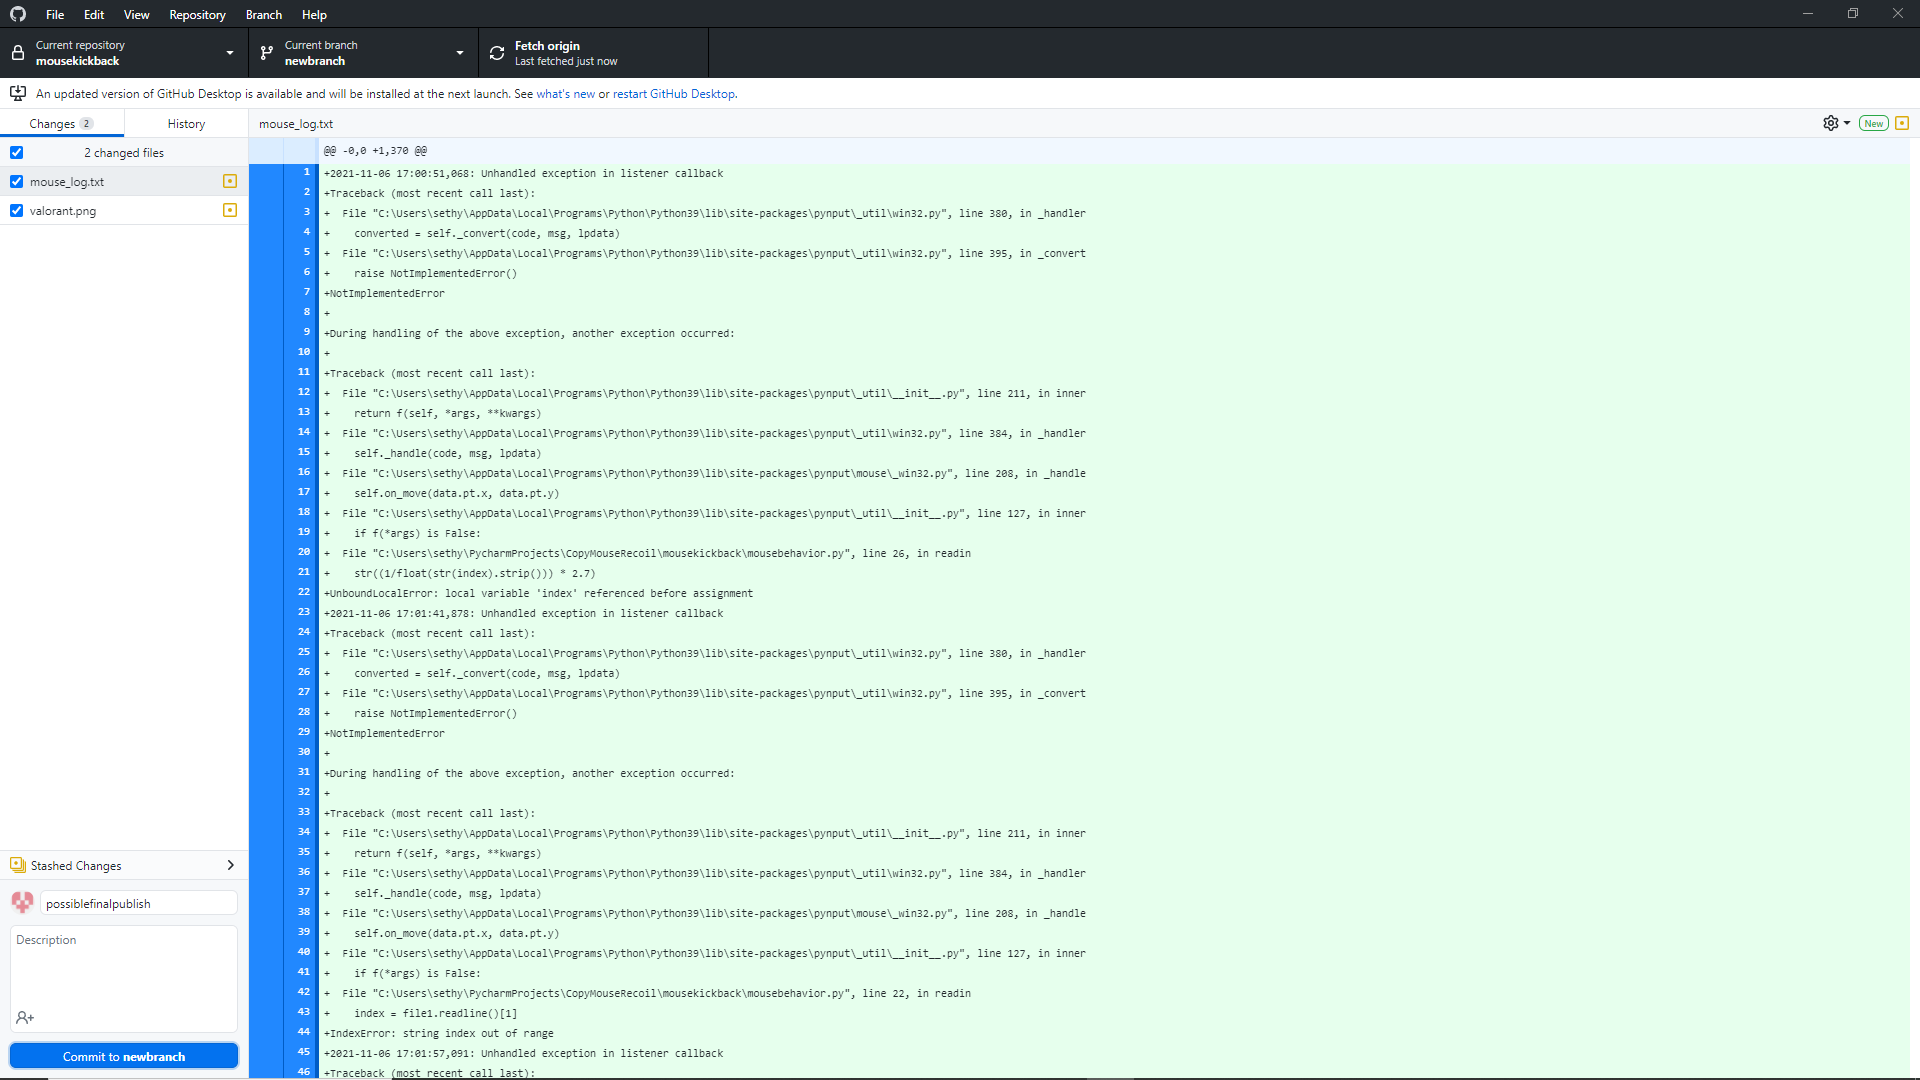 File Edit View Repository Branch Help
Current repository
mousekickback
Current branch
newbranch
Fetch origin
Last fetched just now
An updated version of GitHub Desktop is available and will be installed at the next launch. See what's new or restart GitHub Desktop.
Changes 2
History
mouse_log.txt
New
2 changed files
mouse_log.txt
valorant.png
@@ -0,0 +1,370 @@
1 +2021-11-06 17:00:51,068: Unhandled exception in listener callback
2 +Traceback (most recent call last):
3 +  File "C:\Users\sethy\AppData\Local\Programs\Python\Python39\lib\site-packages\pynput\_util\win32.py", line 380, in _handler
4 +    converted = self._convert(code, msg, lpdata)
5 +  File "C:\Users\sethy\AppData\Local\Programs\Python\Python39\lib\site-packages\pynput\_util\win32.py", line 395, in _convert
6 +    raise NotImplementedError()
7 +NotImplementedError
8 +
9 +During handling of the above exception, another exception occurred:
10 +
11 +Traceback (most recent call last):
12 +  File "C:\Users\sethy\AppData\Local\Programs\Python\Python39\lib\site-packages\pynput\_util\__init__.py", line 211, in inner
13 +    return f(self, *args, **kwargs)
14 +  File "C:\Users\sethy\AppData\Local\Programs\Python\Python39\lib\site-packages\pynput\_util\win32.py", line 384, in _handler
15 +    self._handle(code, msg, lpdata)
16 +  File "C:\Users\sethy\AppData\Local\Programs\Python\Python39\lib\site-packages\pynput\mouse\_win32.py", line 208, in _handle
17 +    self.on_move(data.pt.x, data.pt.y)
18 +  File "C:\Users\sethy\AppData\Local\Programs\Python\Python39\lib\site-packages\pynput\_util\__init__.py", line 127, in inner
19 +    if f(*args) is False:
20 +  File "C:\Users\sethy\PycharmProjects\CopyMouseRecoil\mousekickback\mousebehavior.py", line 26, in readin
21 +    str((1/float(str(index).strip())) * 2.7)
22 +UnboundLocalError: local variable 'index' referenced before assignment
23 +2021-11-06 17:01:41,878: Unhandled exception in listener callback
24 +Traceback (most recent call last):
25 +  File "C:\Users\sethy\AppData\Local\Programs\Python\Python39\lib\site-packages\pynput\_util\win32.py", line 380, in _handler
26 +    converted = self._convert(code, msg, lpdata)
27 +  File "C:\Users\sethy\AppData\Local\Programs\Python\Python39\lib\site-packages\pynput\_util\win32.py", line 395, in _convert
28 +    raise NotImplementedError()
29 +NotImplementedError
30 +
31 +During handling of the above exception, another exception occurred:
32 +
33 +Traceback (most recent call last):
34 +  File "C:\Users\sethy\AppData\Local\Programs\Python\Python39\lib\site-packages\pynput\_util\__init__.py", line 211, in inner
35 +    return f(self, *args, **kwargs)
36 +  File "C:\Users\sethy\AppData\Local\Programs\Python\Python39\lib\site-packages\pynput\_util\win32.py", line 384, in _handler
37 +    self._handle(code, msg, lpdata)
38 +  File "C:\Users\sethy\AppData\Local\Programs\Python\Python39\lib\site-packages\pynput\mouse\_win32.py", line 208, in _handle
39 +    self.on_move(data.pt.x, data.pt.y)
40 +  File "C:\Users\sethy\AppData\Local\Programs\Python\Python39\lib\site-packages\pynput\_util\__init__.py", line 127, in inner
41 +    if f(*args) is False:
42 +  File "C:\Users\sethy\PycharmProjects\CopyMouseRecoil\mousekickback\mousebehavior.py", line 22, in readin
43 +    index = file1.readline()[1]
44 +IndexError: string index out of range
45 +2021-11-06 17:01:57,091: Unhandled exception in listener callback
46 +Traceback (most recent call last):
Stashed Changes
possiblefinalpublish
Description
Commit to newbranch